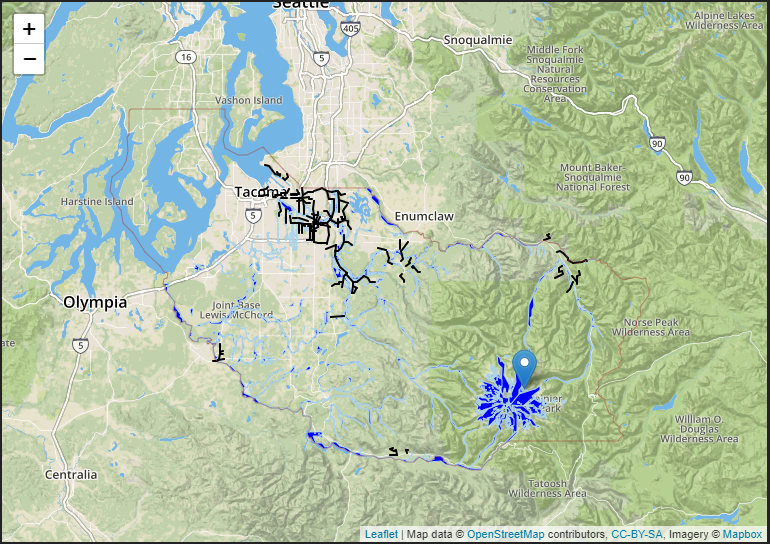 Seattle
Alpine Lakes
Wilderness Area
+
−
405
Snoqualmie
16
5
Middle Fork
Snoqualmie
Natural
Resources
Conservation
Area
Vashon Island
90
Mount Baker-
Snoqualmie
National Forest
90
Tacoma
Harstine Island
5
Enumclaw
Olympia
Joint Base
Lewis McChord
Norse Peak
Wilderness Area
5
ark
William O.
Douglas
Wilderness Area
Centralia
Tatoosh
Wilderness Area
Leaflet | Map data © OpenStreetMap contributors, CC-BY-SA, Imagery © Mapbox